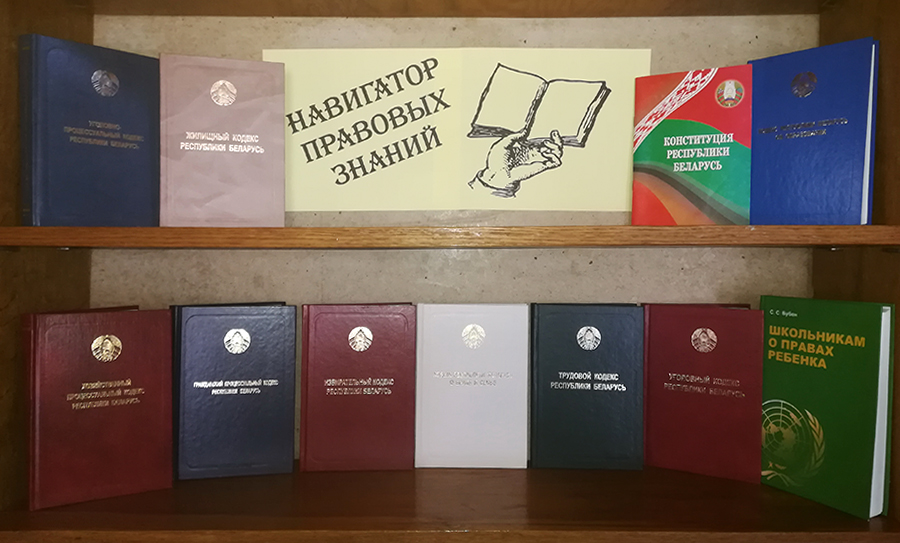 УГОЛОВНО-
ПРОЦЕССУАЛЬНЫЙ КОДЕКС
РЕСПУБЛИКИ БЕЛАРУСЬ
ЖИЛИЩНЫЙ КОДЕКС
РЕСПУБЛИКИ БЕЛАРУСЬ
НАВИГАТОР
ПРАВОВЫХ
ЗНАНИЙ
КОНСТИТУЦИЯ
РЕСПУБЛИКИ
БЕЛАРУСЬ
ХОЗЯЙСТВЕННЫЙ
ПРОЦЕССУАЛЬНЫЙ КОДЕКС
РЕСПУБЛИКИ БЕЛАРУСЬ
ГРАЖДАНСКИЙ ПРОЦЕССУАЛЬНЫЙ КОДЕКС
РЕСПУБЛИКИ БЕЛАРУСЬ
ИЗБИРАТЕЛЬНЫЙ КОДЕКС
РЕСПУБЛИКИ БЕЛАРУСЬ
ТРУДОВОЙ КОДЕКС
РЕСПУБЛИКИ БЕЛАРУСЬ
УГОЛОВНЫЙ КОДЕКС
РЕСПУБЛИКИ БЕЛАРУСЬ
С. С. Бубен
ШКОЛЬНИКАМ
О ПРАВАХ
РЕБЕНКА